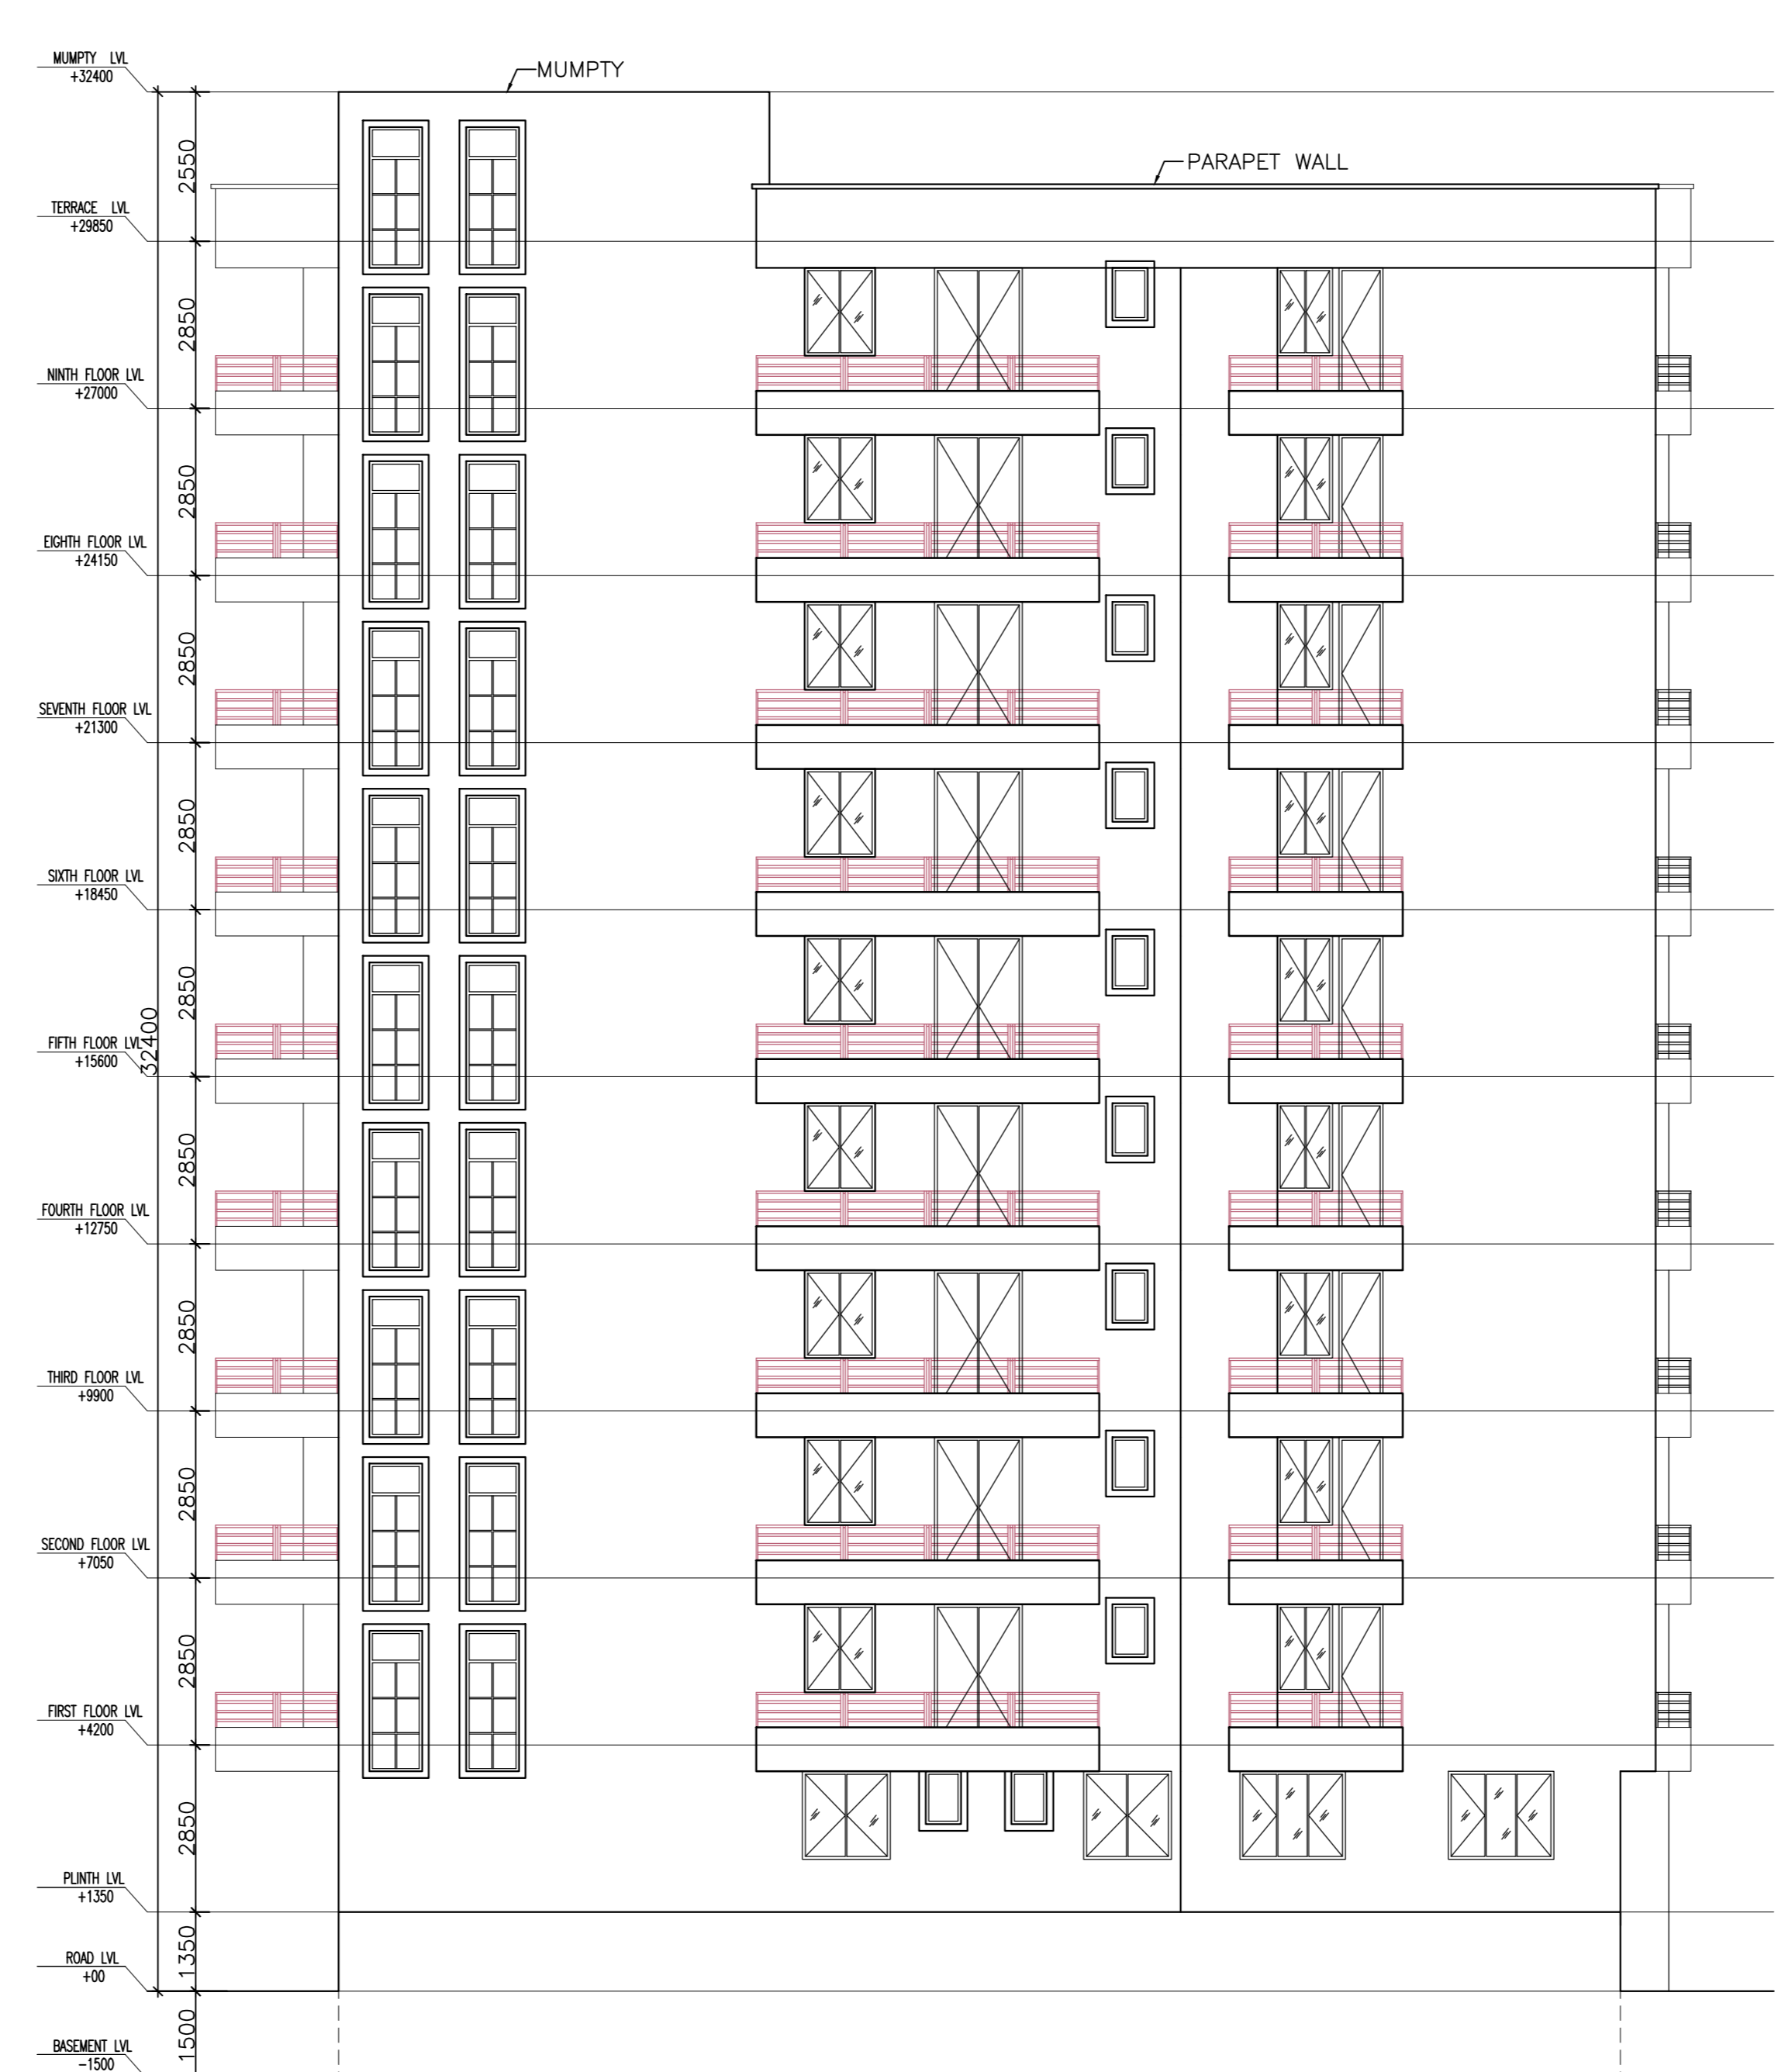 MUMPTY LVL
+32400
MUMPTY
2550
PARAPET WALL
TERRACE LVL
+29850
2850
NINTH FLOOR LVL
+27000
2850
EIGHTH FLOOR LVL
+24150
2850
SEVENTH FLOOR LVL
+21300
2850
SIXTH FLOOR LVL
+18450
2850
32400
FIFTH FLOOR LVL
+15600
2850
FOURTH FLOOR LVL
+12750
2850
THIRD FLOOR LVL
+9900
2850
SECOND FLOOR LVL
+7050
2850
FIRST FLOOR LVL
+4200
2850
PLINTH LVL
+1350
1350
ROAD LVL
+00
1500
BASEMENT LVL
-1500